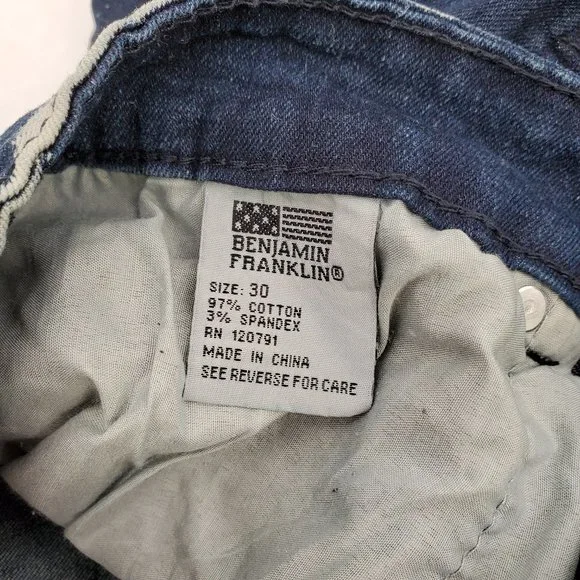 BENJAMIN
FRANKLIN®
SIZE: 30
97% COTTON
3% SPANDEX
RN 120791
MADE IN CHINA
SEE REVERSE FOR CARE